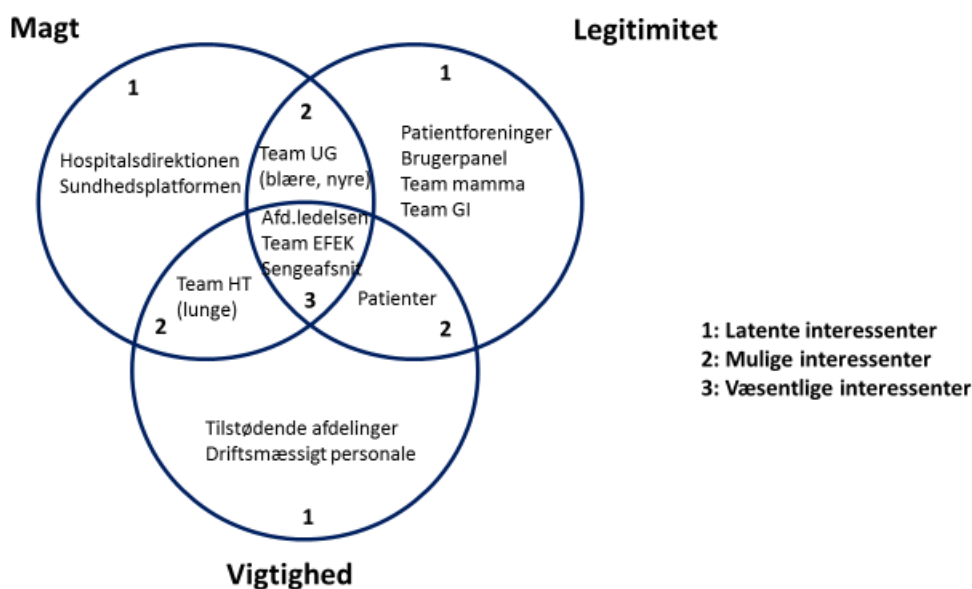 Magt
Legitimitet
1
1
2
Hospitalsdirektionen
Sundhedsplatformen
Team UG
(blære, nyre)
Patientforeninger
Brugerpanel
Team mamma
Team GI
Afd.ledelsen
Team EFEK
Sengeafsnit
3
Team HT
(lunge)
2
Patienter
2
1: Latente interessenter
2: Mulige interessenter
3: Væsentlige interessenter
Tilstødende afdelinger
Driftsmæssigt personale
1
Vigtighed